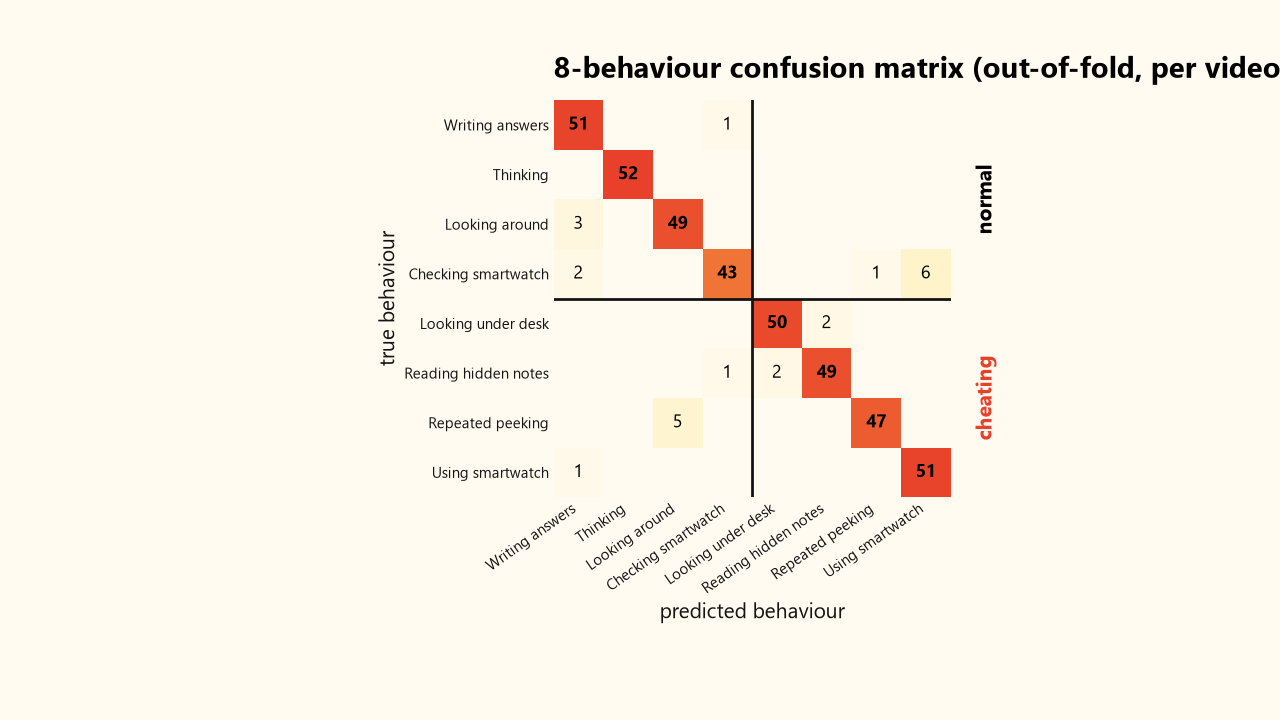 8-behaviour confusion matrix (out-of-fold, per video
Writing answers 51 1
Thinking 52
Looking around 3 49
Checking smartwatch 2 43 1 6
Looking under desk 50 2
Reading hidden notes 1 2 49
Repeated peeking 5 47
Using smartwatch 1 51
true behaviour
normal
cheating
Writing answers
Thinking
Looking around
Checking smartwatch
Looking under desk
Reading hidden notes
Repeated peeking
Using smartwatch
predicted behaviour